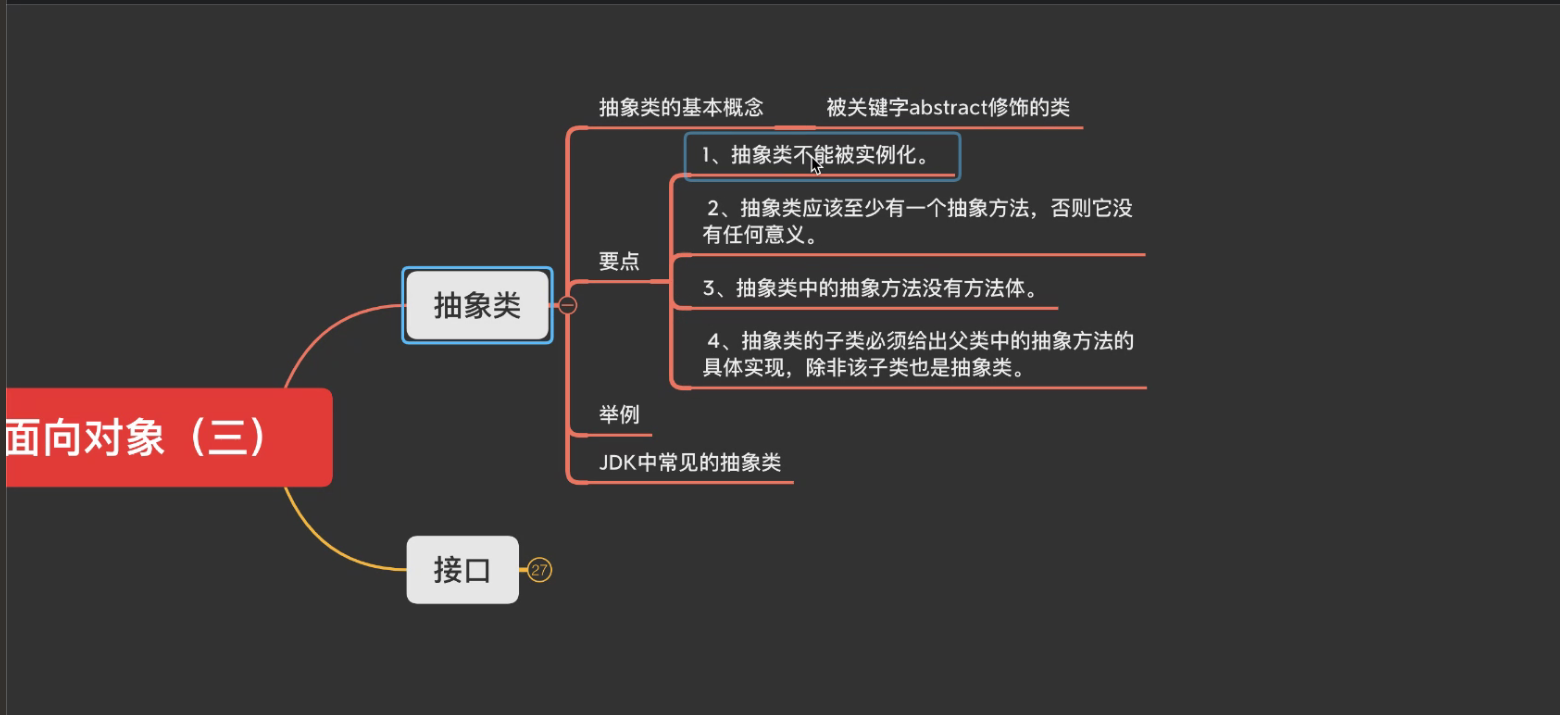 抽象类的基本概念
被关键字abstract修饰的类
1、抽象类不能被实例化。
2、抽象类应该至少有一个抽象方法，否则它没
有任何意义。
要点
3、抽象类中的抽象方法没有方法体。
抽象类
4、抽象类的子类必须给出父类中的抽象方法的
具体实现，除非该子类也是抽象类。
举例
面向对象（三）
JDK中常见的抽象类
接口
27